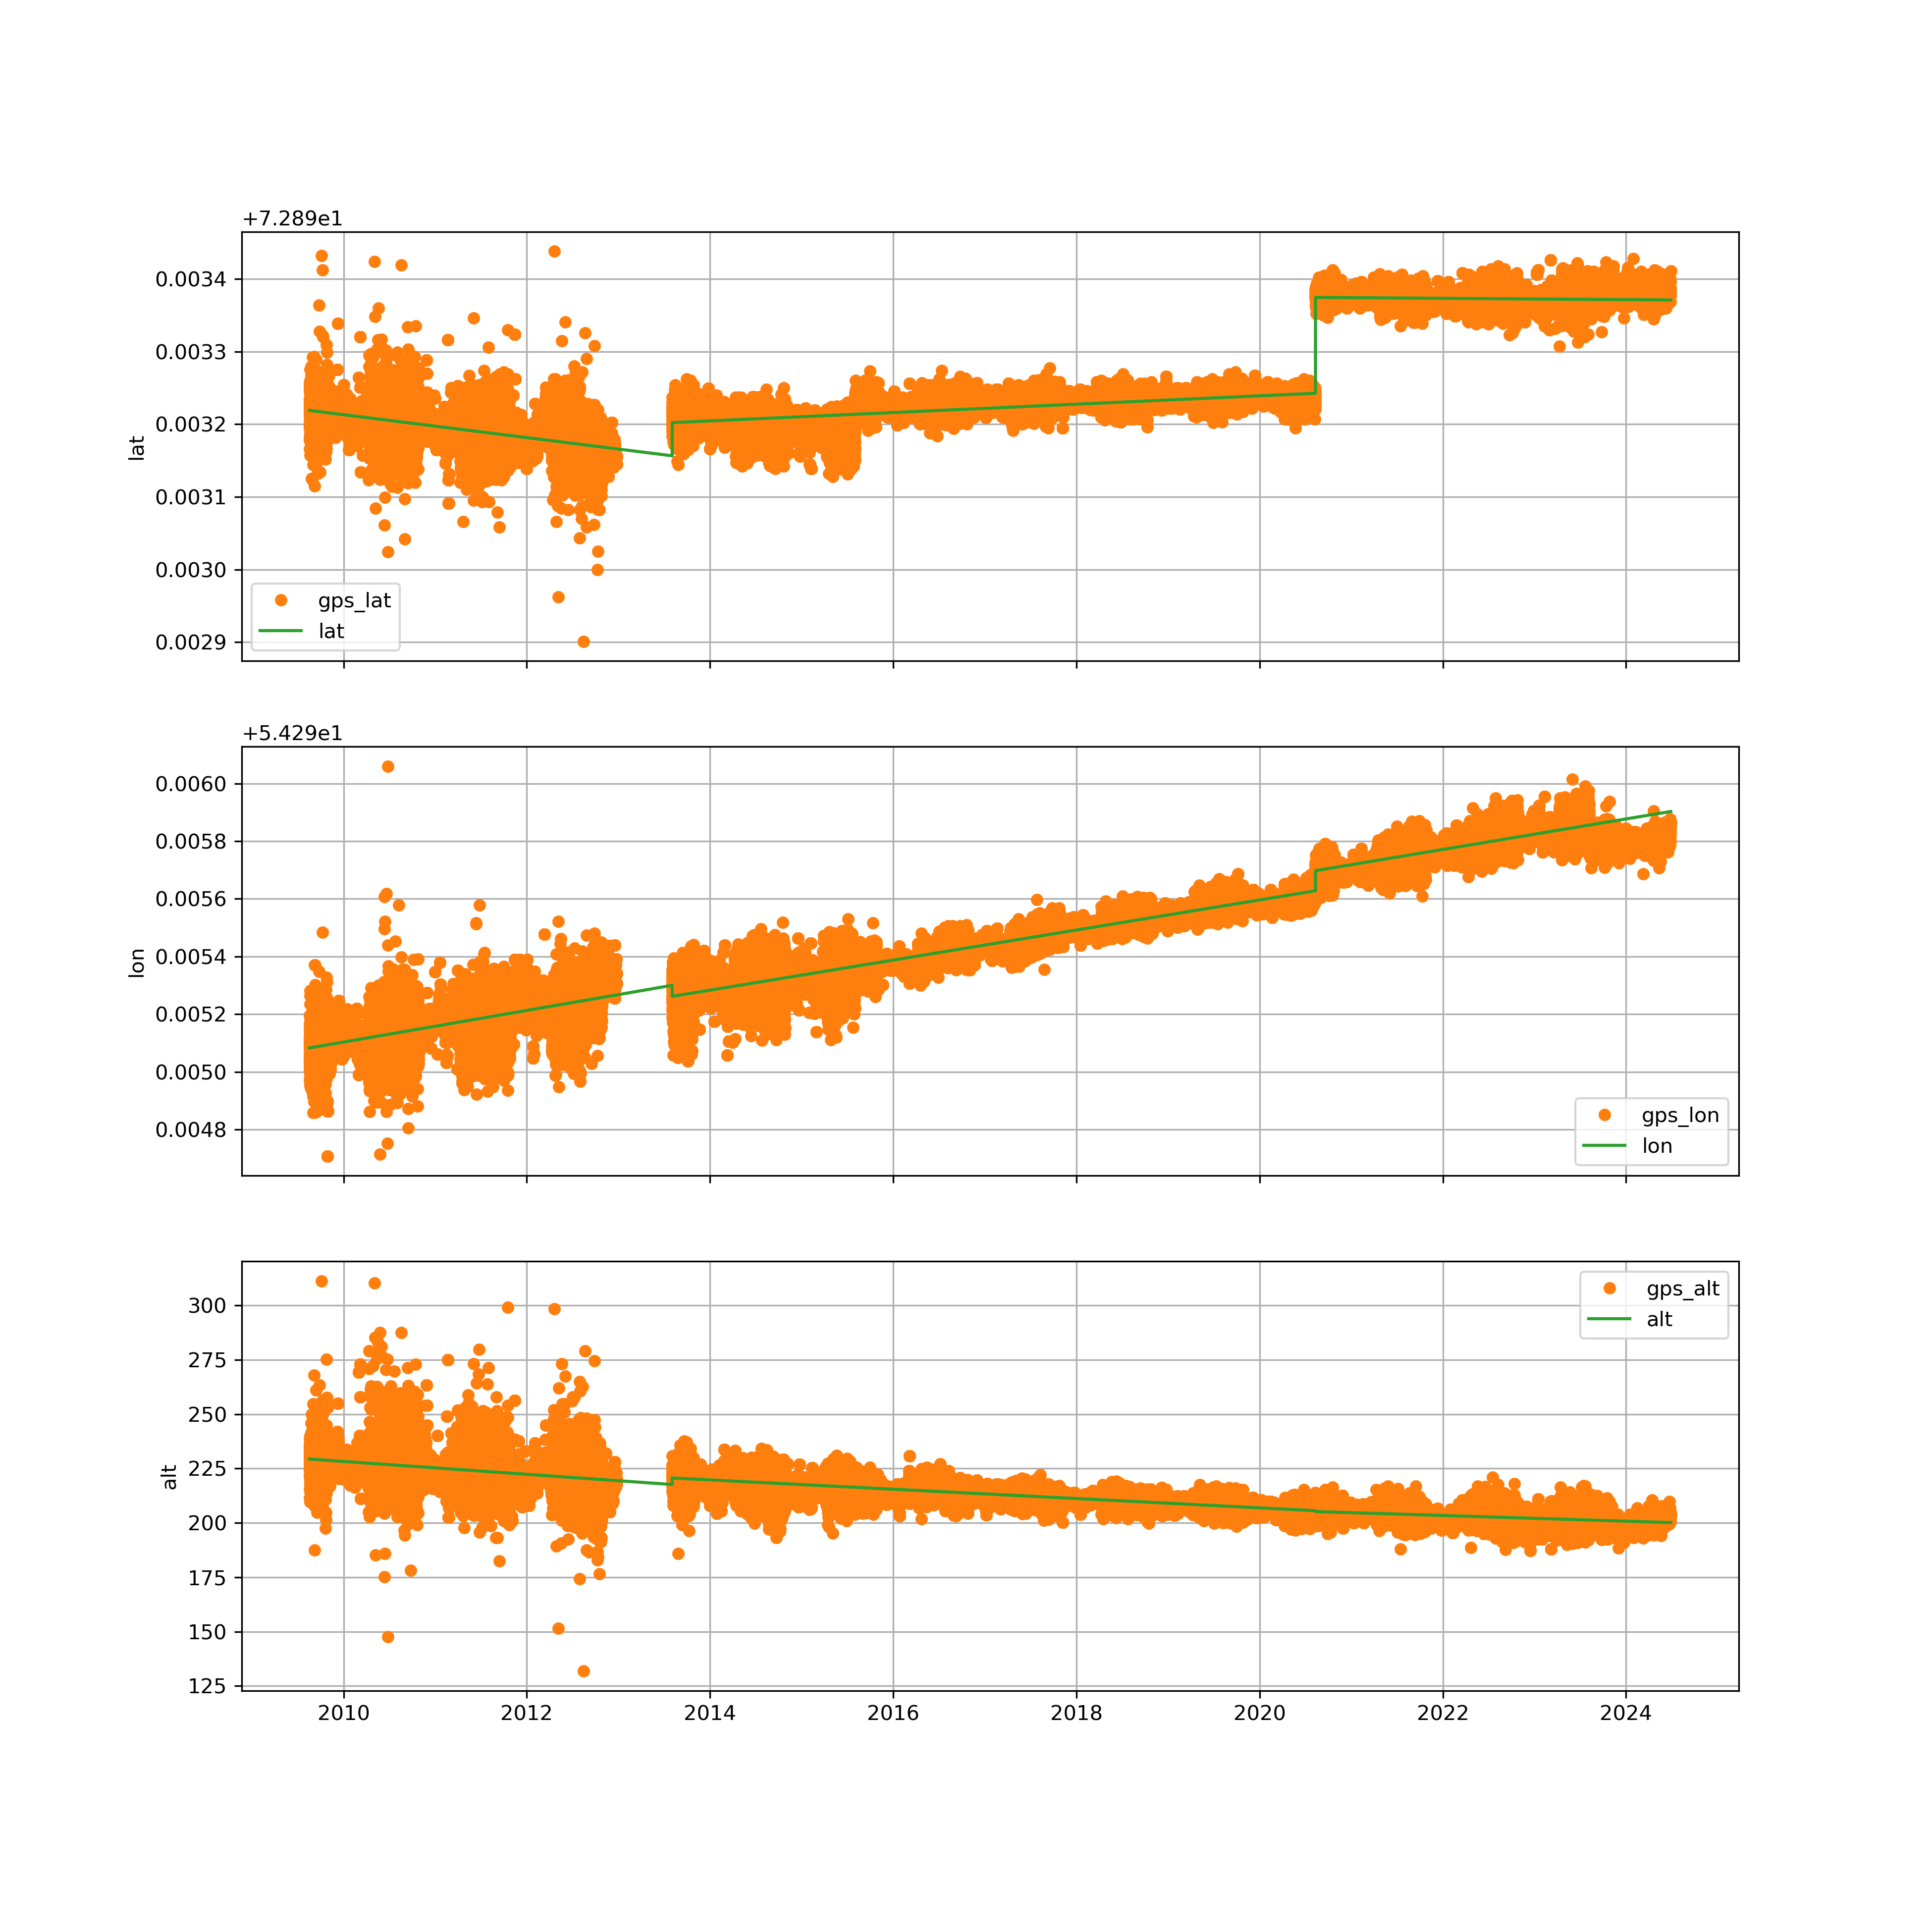 +7.289e1
0.0034
0.0033
0.0032
0.0031
0.0030
0.0029
lat
gps_lat
lat
+5.429e1
0.0060
0.0058
0.0056
0.0054
0.0052
0.0050
0.0048
lon
gps_lon
lon
300
275
250
225
200
175
150
125
alt
gps_alt
alt
2010 2012 2014 2016 2018 2020 2022 2024